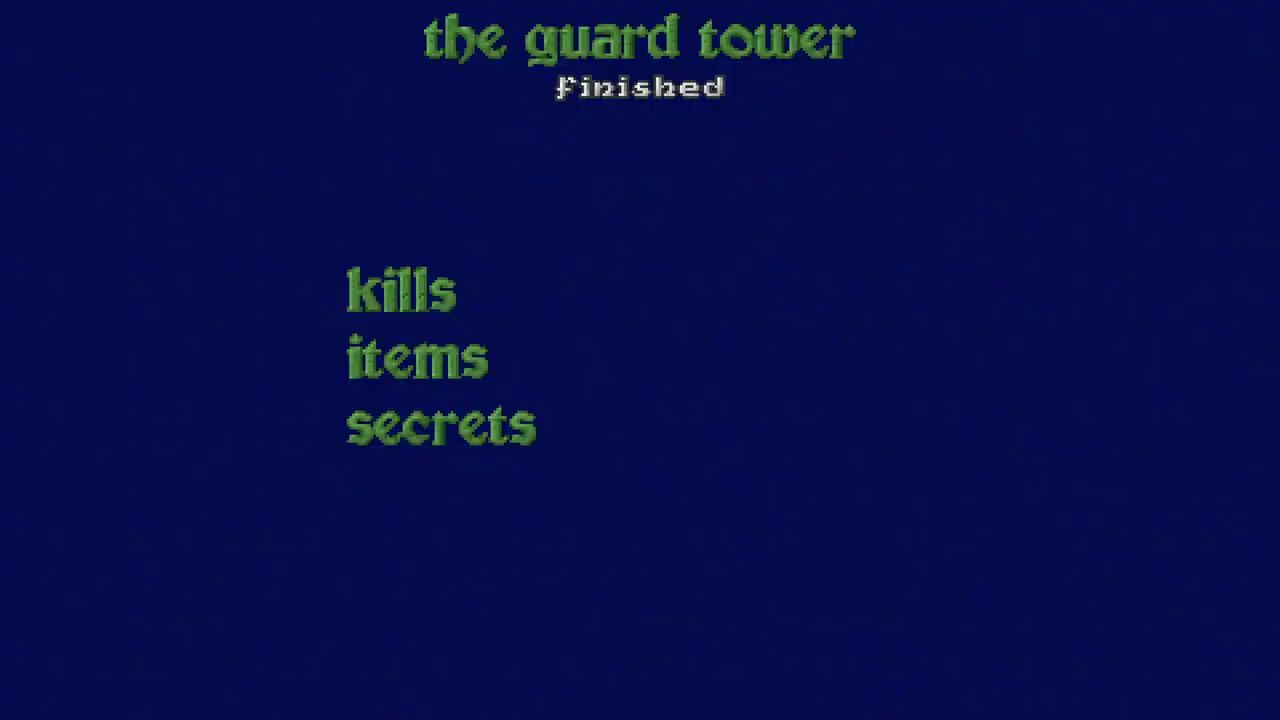 the guard tower
finished
kills
items
secrets